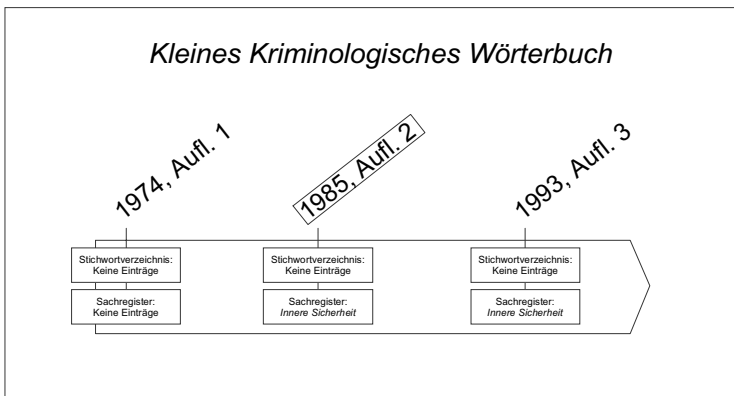 Kleines Kriminologisches Wörterbuch
1974, Aufl. 1
1985, Aufl. 2
1993, Aufl. 3
Stichwortverzeichnis:
Keine Einträge
Stichwortverzeichnis:
Keine Einträge
Stichwortverzeichnis:
Keine Einträge
Sachregister:
Keine Einträge
Sachregister:
Innere Sicherheit
Sachregister:
Innere Sicherheit